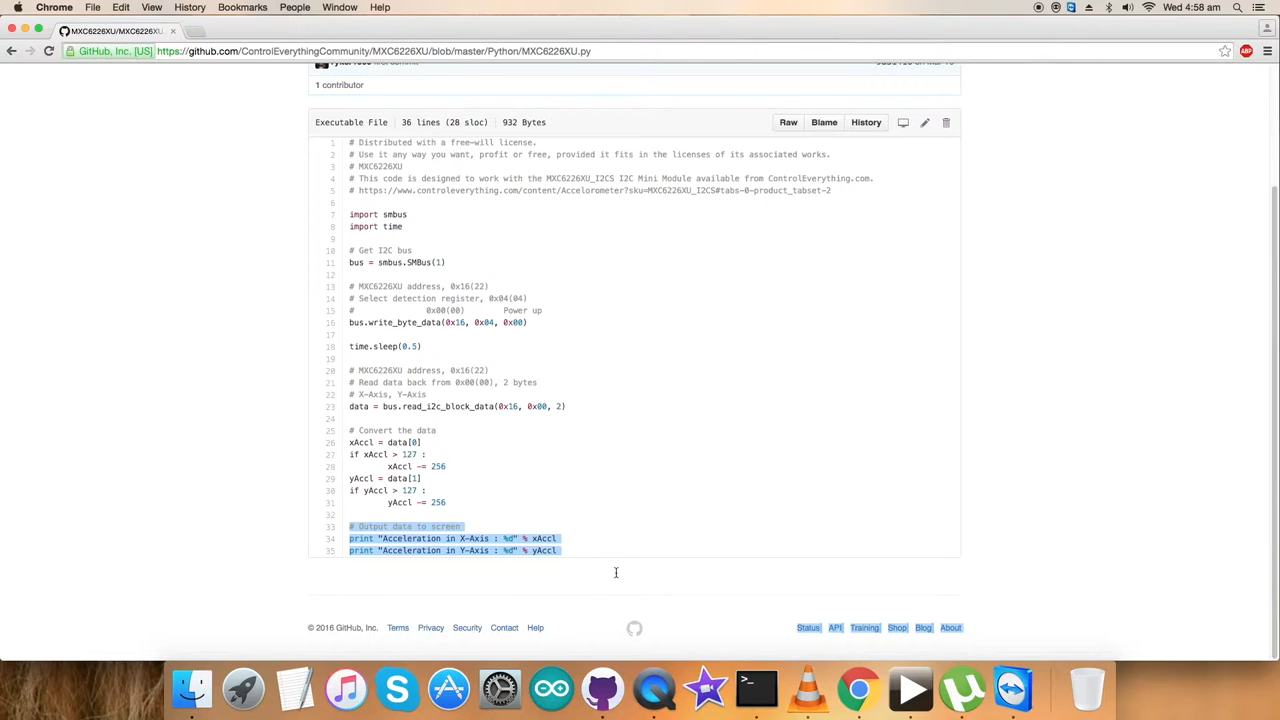 Chrome File Edit View History Bookmarks People Window Help Wed 4:58 am
MXC6226XU/MXC6226XU.
GitHub, Inc. [US] https://github.com/ControlEverythingCommunity/MXC6226XU/blob/master/Python/MXC6226XU.py
1 contributor
Executable File 36 lines (28 sloc) 932 Bytes Raw Blame History
1 # Distributed with a free-will license.
2 # Use it any way you want, profit or free, provided it fits in the licenses of its associated works.
3 # MXC6226XU
4 # This code is designed to work with the MXC6226XU_I2CS I2C Mini Module available from ControlEverything.com.
5 # https://www.controleverything.com/content/Accelorometer?sku=MXC6226XU_I2CS#tabs-0-product_tabset-2
6
7 import smbus
8 import time
9
10 # Get I2C bus
11 bus = smbus.SMBus(1)
12
13 # MXC6226XU address, 0x16(22)
14 # Select detection register, 0x04(04)
15 # 0x00(00) Power up
16 bus.write_byte_data(0x16, 0x04, 0x00)
17
18 time.sleep(0.5)
19
20 # MXC6226XU address, 0x16(22)
21 # Read data back from 0x00(00), 2 bytes
22 # X-Axis, Y-Axis
23 data = bus.read_i2c_block_data(0x16, 0x00, 2)
24
25 # Convert the data
26 xAccl = data[0]
27 if xAccl > 127 :
28 xAccl -= 256
29 yAccl = data[1]
30 if yAccl > 127 :
31 yAccl -= 256
32
33 # Output data to screen
34 print "Acceleration in X-Axis : %d" % xAccl
35 print "Acceleration in Y-Axis : %d" % yAccl
© 2016 GitHub, Inc. Terms Privacy Security Contact Help Status API Training Shop Blog About